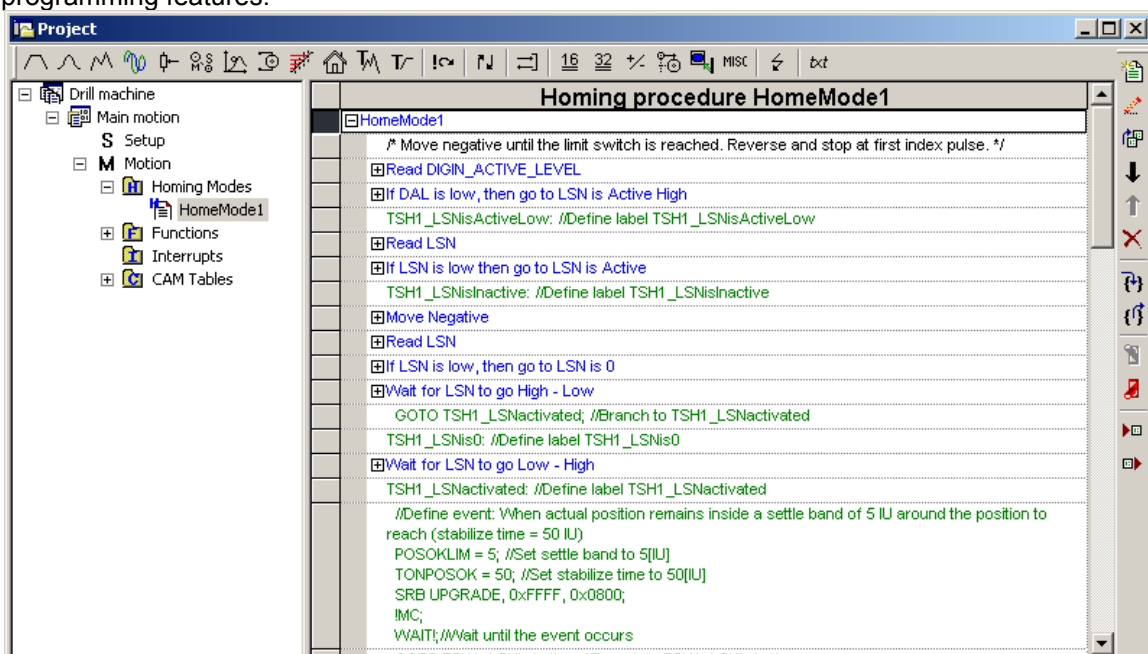 programming features.
Project
16 32 +/- MISC txt
Drill machine
Main motion
S Setup
M Motion
H Homing Modes
H HomeMode1
F Functions
I Interrupts
C CAM Tables
Homing procedure HomeMode1
HomeMode1
/* Move negative until the limit switch is reached. Reverse and stop at first index pulse. */
Read DIGIN_ACTIVE_LEVEL
If DAL is low, then go to LSN is Active High
TSH1_LSNisActiveLow: //Define label TSH1_LSNisActiveLow
Read LSN
If LSN is low then go to LSN is Active
TSH1_LSNisInactive: //Define label TSH1_LSNisInactive
Move Negative
Read LSN
If LSN is low, then go to LSN is 0
Wait for LSN to go High - Low
GOTO TSH1_LSNactivated; //Branch to TSH1_LSNactivated
TSH1_LSNis0: //Define label TSH1_LSNis0
Wait for LSN to go Low - High
TSH1_LSNactivated: //Define label TSH1_LSNactivated
//Define event: When actual position remains inside a settle band of 5 IU around the position to
reach (stabilize time = 50 IU)
POSOKLIM = 5; //Set settle band to 5[IU]
TONPOSOK = 50; //Set stabilize time to 50[IU]
SRB UPGRADE, 0xFFFF, 0x0800;
!MC;
WAIT!;//Wait until the event occurs